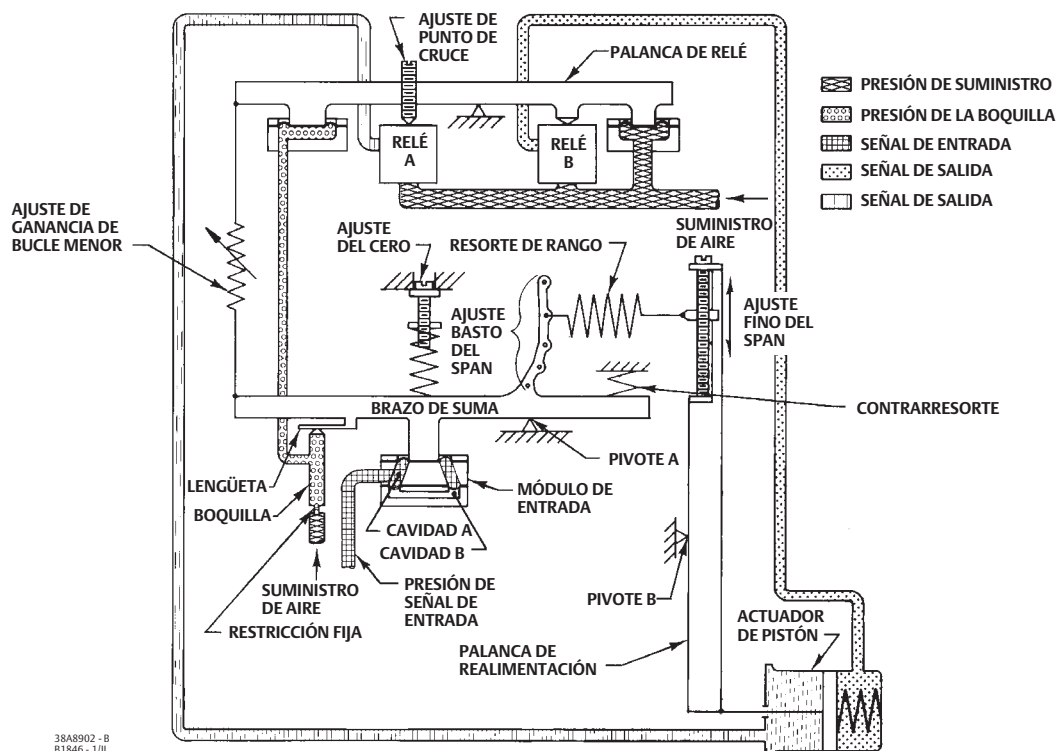 AJUSTE DE
PUNTO DE
CRUCE
PALANCA DE RELÉ
PRESIÓN DE SUMINISTRO
PRESIÓN DE LA BOQUILLA
SEÑAL DE ENTRADA
SEÑAL DE SALIDA
SEÑAL DE SALIDA
RELÉ
A
RELÉ
B
AJUSTE DE
GANANCIA DE
BUCLE MENOR
AJUSTE
DEL CERO
RESORTE DE RANGO
SUMINISTRO
DE AIRE
AJUSTE
BASTO
DEL
SPAN
AJUSTE
FINO DEL
SPAN
BRAZO DE SUMA
CONTRARRESORTE
PIVOTE A
LENGÜETA
BOQUILLA
MÓDULO DE
ENTRADA
CAVIDAD A
CAVIDAD B
SUMINISTRO
DE AIRE
RESTRICCIÓN FIJA
PRESIÓN DE
SEÑAL DE
ENTRADA
PIVOTE B
PALANCA DE
REALIMENTACIÓN
ACTUADOR
DE PISTÓN
38A8902 - B
B1846 - 1/IL